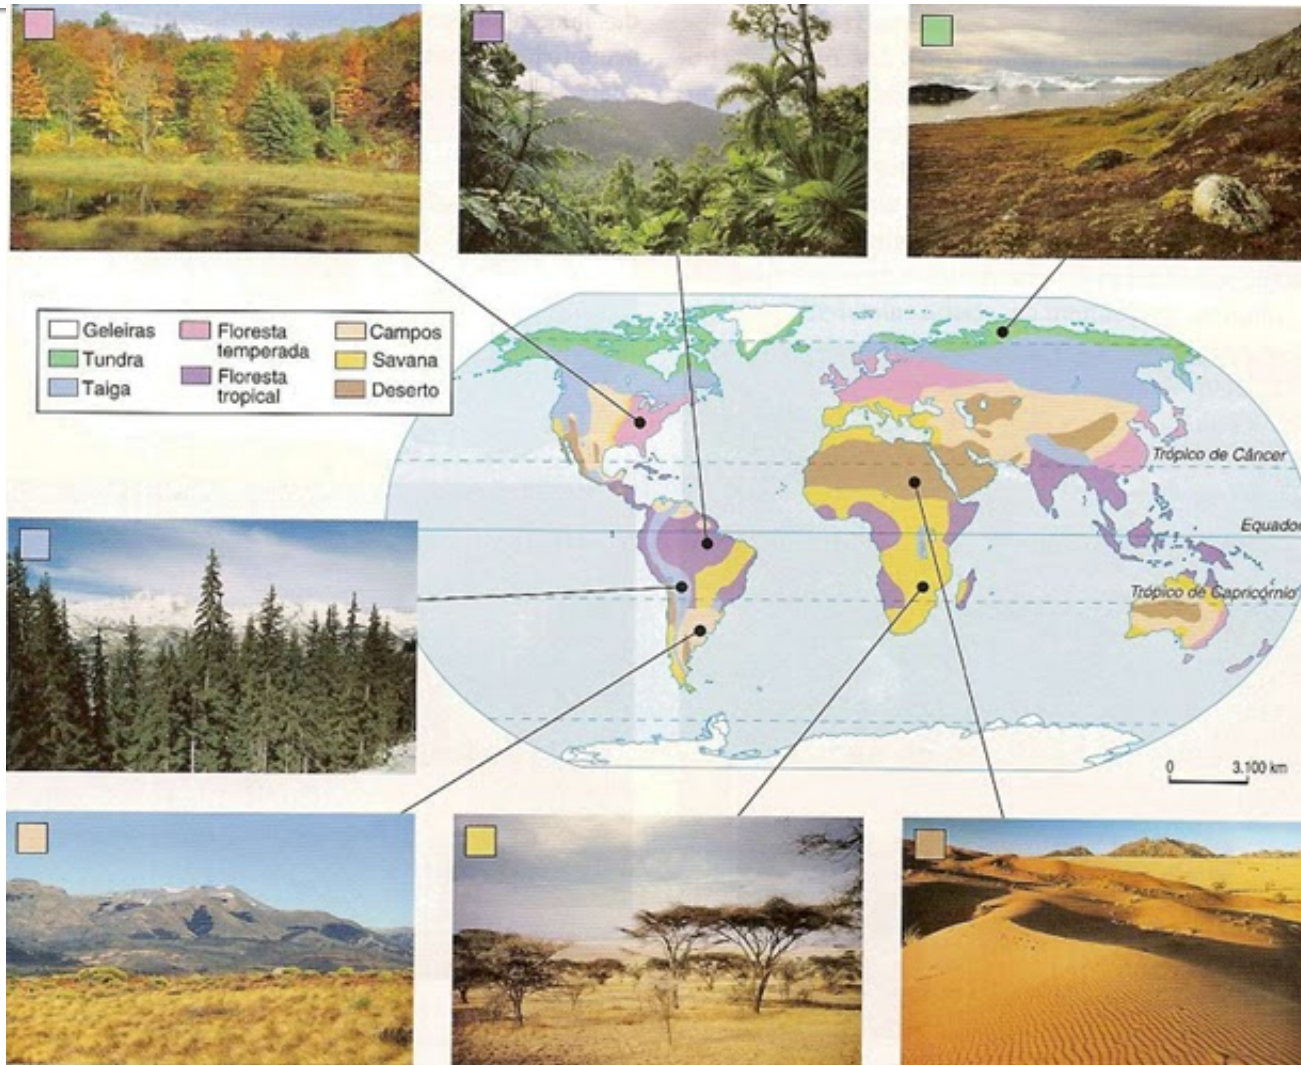 Geleiras
Tundra
Taiga
Floresta
temperada
Floresta
tropical
Campos
Savana
Deserto
Trópico de Câncer
Equador
Trópico de Capricórnio
0 3.100 km